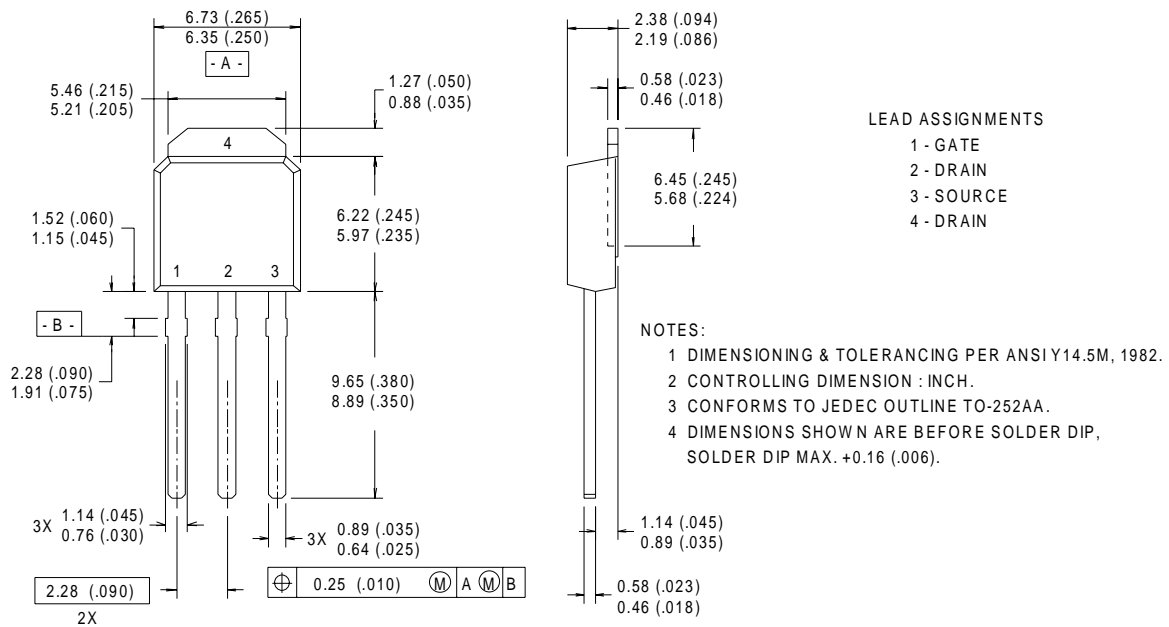 6.73 (.265)
6.35 (.250)
- A -
5.46 (.215)
5.21 (.205)
1.27 (.050)
0.88 (.035)
4
1.52 (.060)
1.15 (.045)
6.22 (.245)
5.97 (.235)
1 2 3
- B -
2.28 (.090)
1.91 (.075)
9.65 (.380)
8.89 (.350)
3X 1.14 (.045)
0.76 (.030)
3X 0.89 (.035)
0.64 (.025)
2.28 (.090)
2X
⌖ 0.25 (.010) Ⓜ A Ⓜ B
2.38 (.094)
2.19 (.086)
0.58 (.023)
0.46 (.018)
6.45 (.245)
5.68 (.224)
1.14 (.045)
0.89 (.035)
0.58 (.023)
0.46 (.018)
LEAD ASSIGNMENTS
1 - GATE
2 - DRAIN
3 - SOURCE
4 - DRAIN
NOTES:
1 DIMENSIONING & TOLERANCING PER ANSI Y14.5M, 1982.
2 CONTROLLING DIMENSION : INCH.
3 CONFORMS TO JEDEC OUTLINE TO-252AA.
4 DIMENSIONS SHOWN ARE BEFORE SOLDER DIP,
SOLDER DIP MAX. +0.16 (.006).